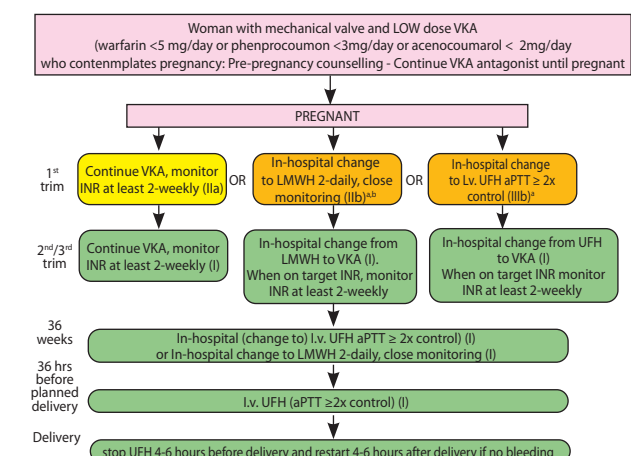 Woman with mechanical valve and LOW dose VKA
(warfarin <5 mg/day or phenprocoumon <3mg/day or acenocoumarol < 2mg/day
who contenmplates pregnancy: Pre-pregnancy counselling - Continue VKA antagonist until pregnant
PREGNANT
1st
trim
Continue VKA, monitor
INR at least 2-weekly (IIa)
OR
In-hospital change
to LMWH 2-daily, close
monitoring (IIb)a,b
OR
In-hospital change
to I.v. UFH aPTT ≥ 2x
control (IIIb)a
2nd/3rd
trim
Continue VKA, monitor
INR at least 2-weekly (I)
In-hospital change from
LMWH to VKA (I).
When on target INR, monitor
INR at least 2-weekly
In-hospital change from UFH
to VKA (I)
When on target INR monitor
INR at least 2-weekly
36
weeks
In-hospital (change to) I.v. UFH aPTT ≥ 2x control) (I)
or In-hospital change to LMWH 2-daily, close monitoring (I)
36 hrs
before
planned
delivery
I.v. UFH (aPTT ≥2x control) (I)
Delivery
stop UFH 4-6 hours before delivery and restart 4-6 hours after delivery if no bleeding